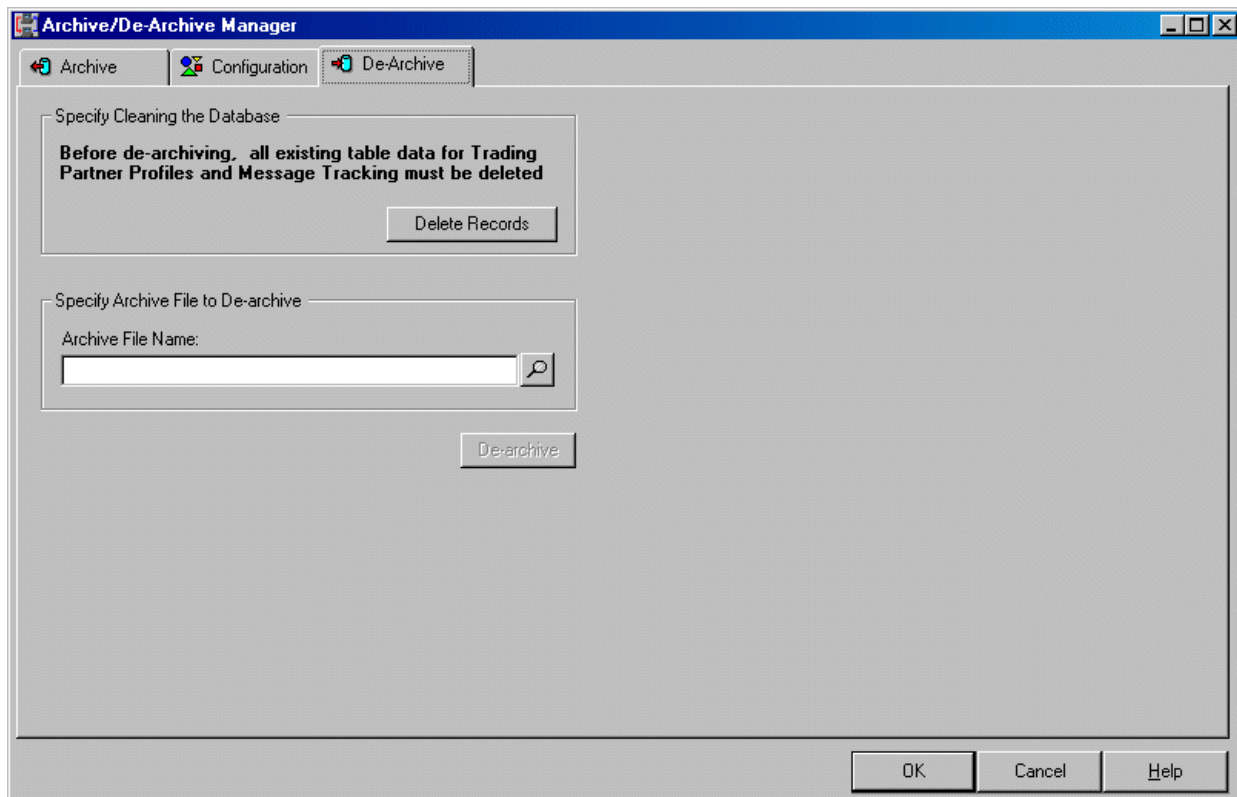 Archive/De-Archive Manager
Archive
Configuration
De-Archive
Specify Cleaning the Database
Before de-archiving, all existing table data for Trading
Partner Profiles and Message Tracking must be deleted
Delete Records
Specify Archive File to De-archive
Archive File Name:
De-archive
OK
Cancel
Help